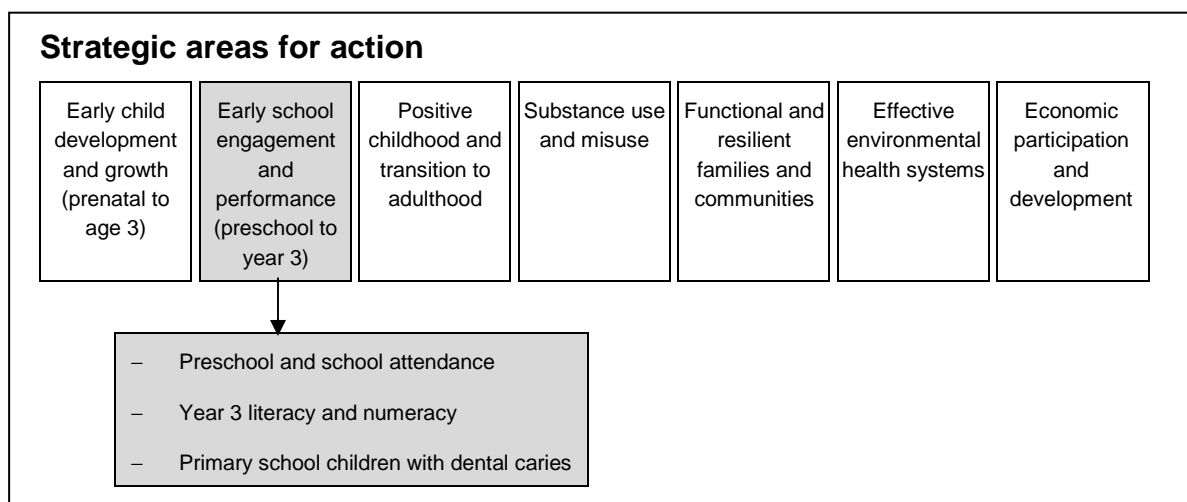 Strategic areas for action
Early child
development
and growth
(prenatal to
age 3)
Early school
engagement
and
performance
(preschool to
year 3)
Positive
childhood and
transition to
adulthood
Substance use
and misuse
Functional and
resilient
families and
communities
Effective
environmental
health systems
Economic
participation
and
development
– Preschool and school attendance
– Year 3 literacy and numeracy
– Primary school children with dental caries